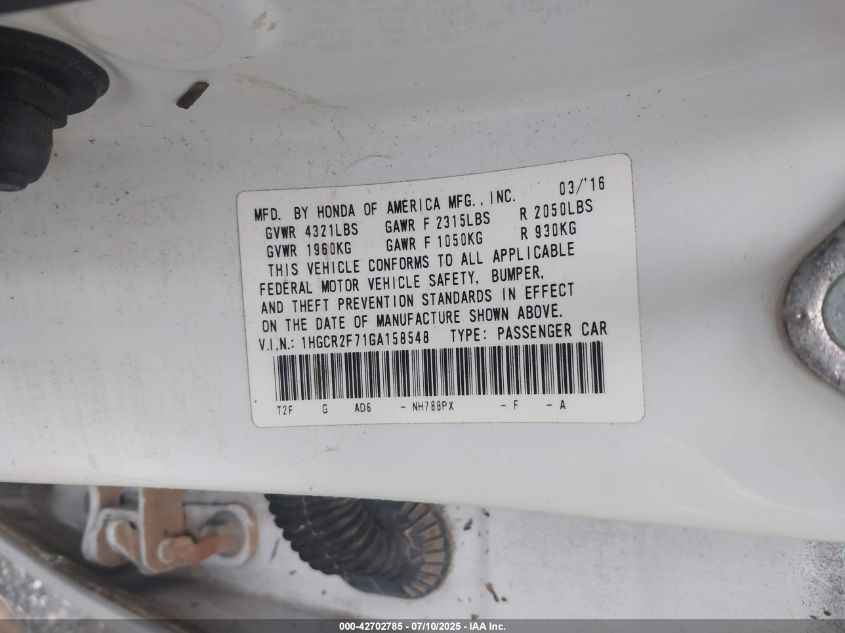 MFD. BY HONDA OF AMERICA MFG., INC. 03/'16
GVWR 4321LBS GAWR F 2315LBS R 2050LBS
GVWR 1960KG GAWR F 1050KG R 930KG
THIS VEHICLE CONFORMS TO ALL APPLICABLE
FEDERAL MOTOR VEHICLE SAFETY, BUMPER,
AND THEFT PREVENTION STANDARDS IN EFFECT
ON THE DATE OF MANUFACTURE SHOWN ABOVE.
V.I.N.: 1HGCR2F71GA158548 TYPE: PASSENGER CAR
T2F G AD6 - NH788PX - F - A
000-42702785 - 07/10/2025 - IAA Inc.